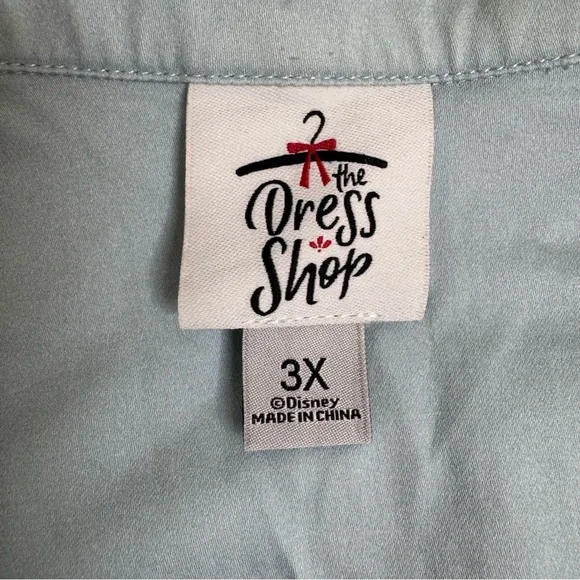 the
Dress
Shop
3X
©Disney
MADE IN CHINA